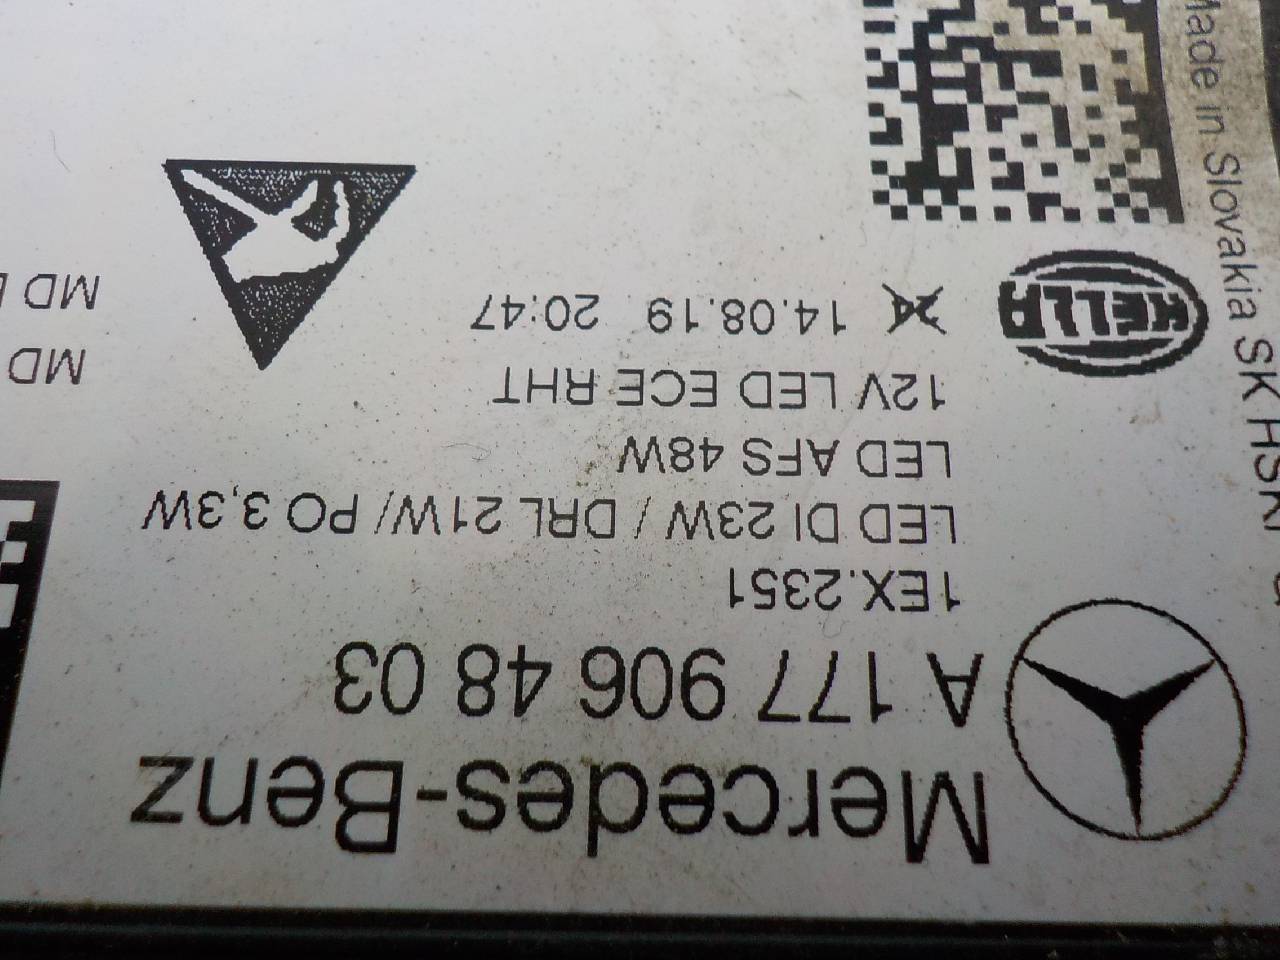 Mercedes-Benz
A 177 906 48 03
1EX.2351
LED DI 23W / DRL 21W/ PO 3,3W
LED AFS 48W
12V LED ECE RHT
14.08.19 20:47
HELLA
Made in Slovakia SK
MD
MD